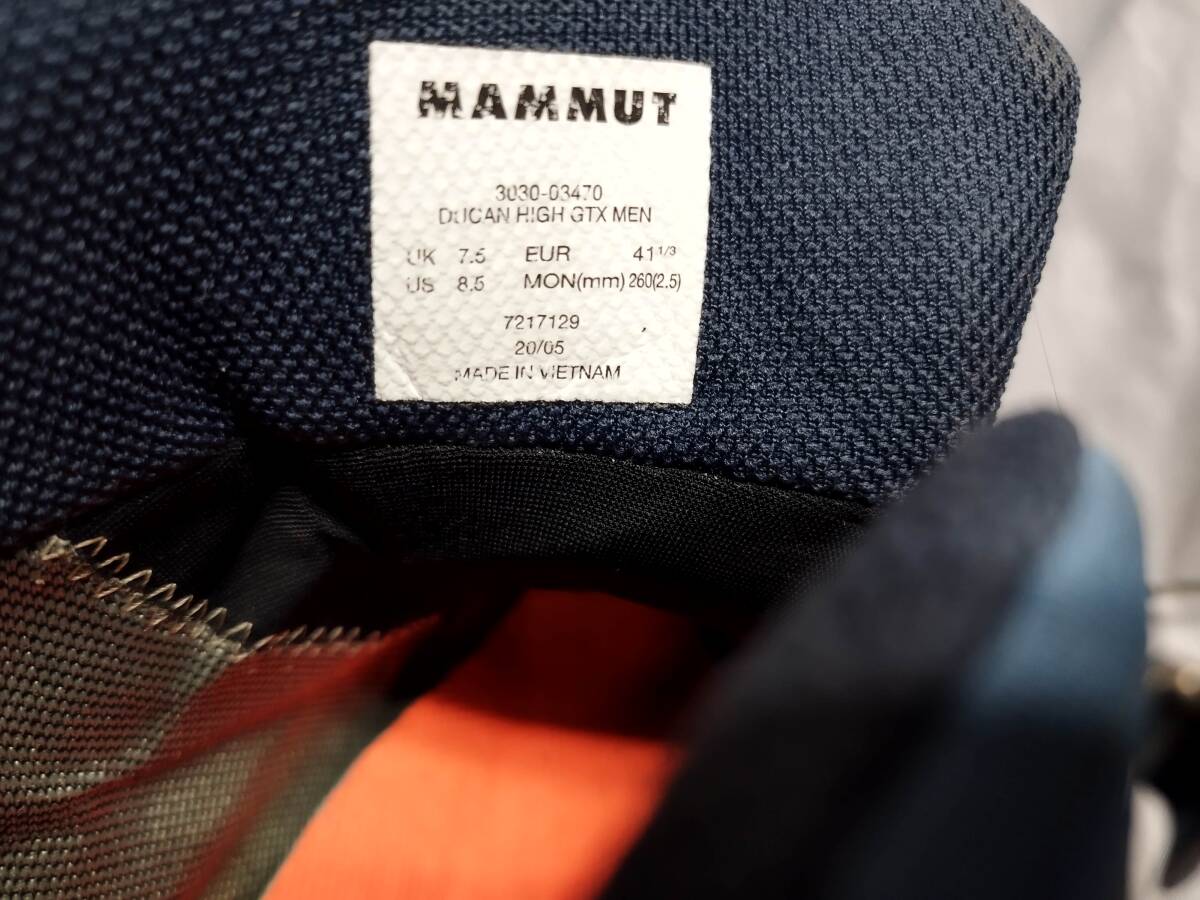 MAMMUT
3030-03470
DUCAN HIGH GTX MEN
UK 7.5 EUR 41 1/3
US 8.5 MON(mm) 260(2.5)
7217129
20/05
MADE IN VIETNAM